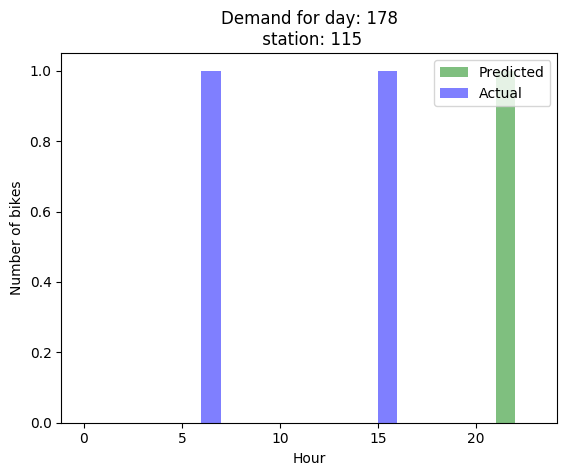 Demand for day: 178
station: 115
Predicted
Actual
Number of bikes
1.0
0.8
0.6
0.4
0.2
0.0
0
5
10
15
20
Hour